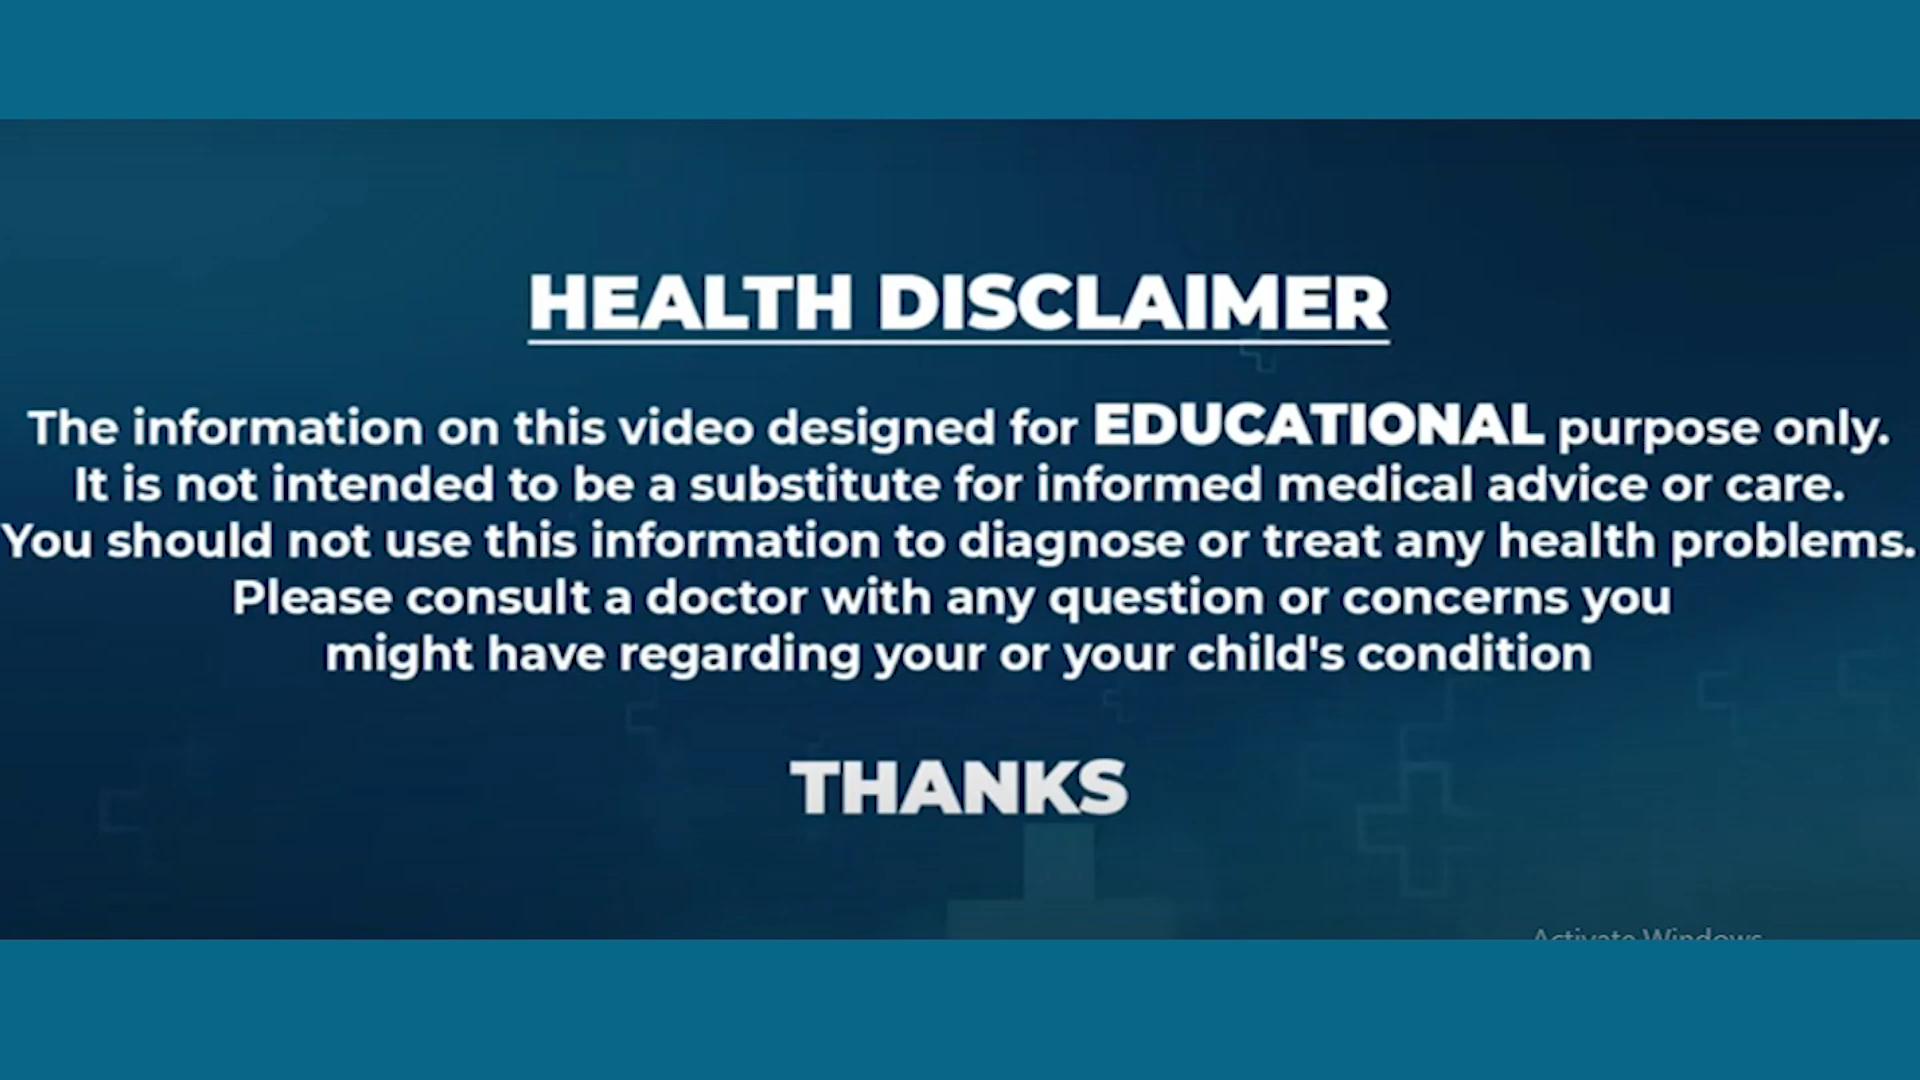 HEALTH DISCLAIMER
The information on this video designed for EDUCATIONAL purpose only.
It is not intended to be a substitute for informed medical advice or care.
You should not use this information to diagnose or treat any health problems.
Please consult a doctor with any question or concerns you
might have regarding your or your child's condition
THANKS
Activate Windows